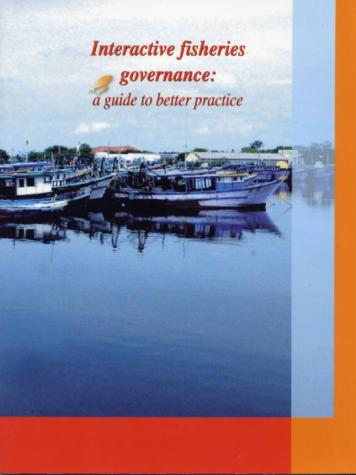 Interactive fisheries
governance:
a guide to better practice